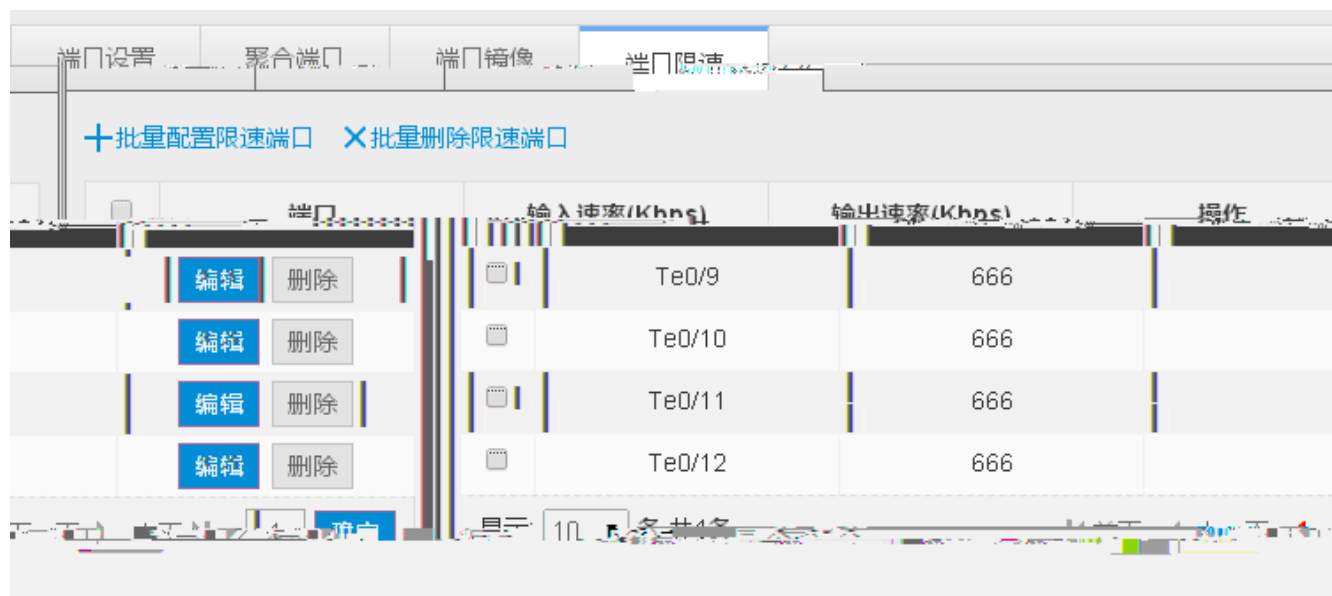 端口设置 聚合端口 端口镜像 端口限速
批量配置限速端口 批量删除限速端口
端口 输入速率(Kbps) 输出速率(Kbps) 操作
编辑 删除 Te0/9 666
编辑 删除 Te0/10 666
编辑 删除 Te0/11 666
编辑 删除 Te0/12 666
确定 显示: 10 条 共4条